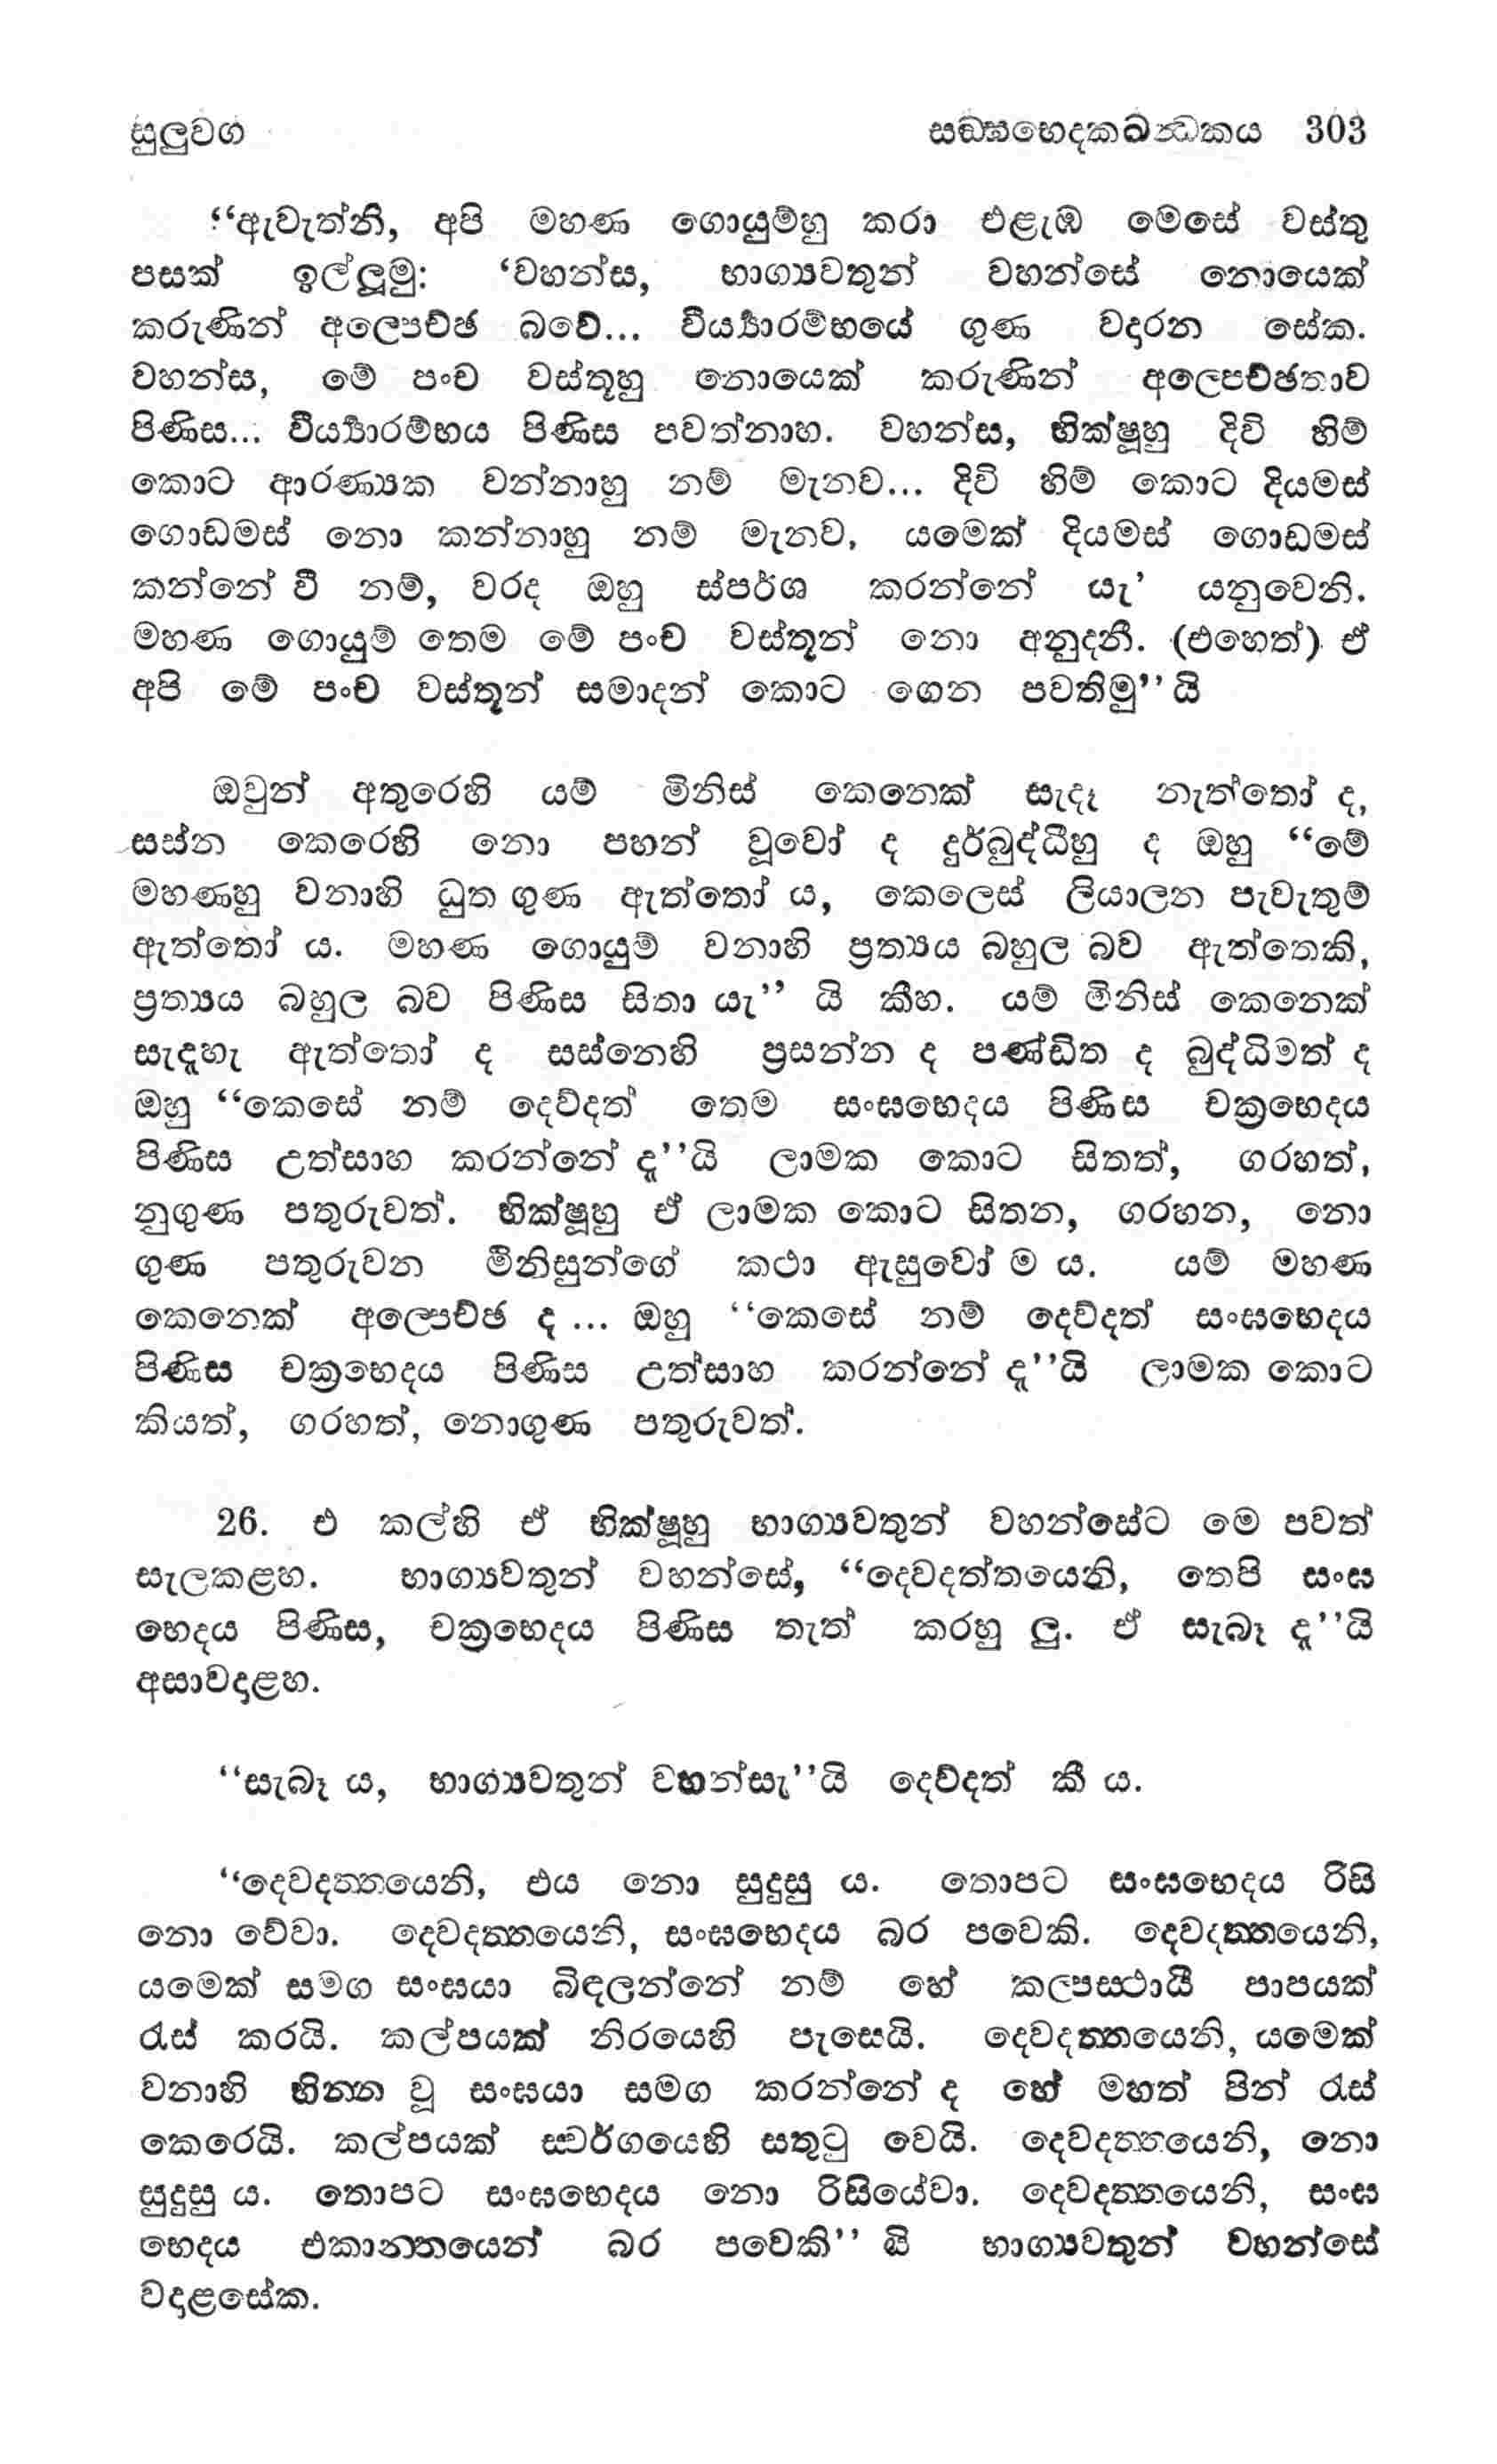 සුලුවග සඞ්ඝභෙදකඛන්ධකය 303
“ඇවැත්නි, අපි මහණ ගොයුම්හු කරා එළැඹ මෙසේ වස්තු
පසක් ඉල්ලූමු: ‘වහන්ස, භාග්‍යවතුන් වහන්සේ නොයෙක්
කරුණින් අල්පෙච්ඡ බවේ... වීර්‍ය්‍යාරම්භයේ ගුණ වදාරන සේක.
වහන්ස, මේ පංච වස්තූහු නොයෙක් කරුණින් අල්පෙච්ඡතාව
පිණිස... වීර්‍ය්‍යාරම්භය පිණිස පවත්නාහ. වහන්ස, භික්ෂූහු දිවි හිම්
කොට ආරණ්‍යක වන්නාහු නම් මැනව... දිවි හිම් කොට දියමස්
ගොඩමස් නො කන්නාහු නම් මැනව, යමෙක් දියමස් ගොඩමස්
කන්නේ වී නම්, වරද ඔහු ස්පර්ශ කරන්නේ යැ’ යනුවෙනි.
මහණ ගොයුම් තෙම මේ පංච වස්තූන් නො අනුදනී. (එහෙත්) ඒ
අපි මේ පංච වස්තූන් සමාදන් කොට ගෙන පවතිමු”යි
ඔවුන් අතුරෙහි යම් මිනිස් කෙනෙක් සැදෑ නැත්තෝ ද,
සස්න කෙරෙහි නො පහන් වූවෝ ද දුර්බුද්ධීහු ද ඔහු “මේ
මහණහු වනාහි ධුත ගුණ ඇත්තෝ ය, කෙලෙස් ලියාලන පැවැතුම්
ඇත්තෝ ය. මහණ ගොයුම් වනාහි ප්‍රත්‍යය බහුල බව ඇත්තෙකි,
ප්‍රත්‍යය බහුල බව පිණිස සිතා යැ” යි කීහ. යම් මිනිස් කෙනෙක්
සැදැහැ ඇත්තෝ ද සස්නෙහි ප්‍රසන්න ද පණ්ඩිත ද බුද්ධිමත් ද
ඔහු “කෙසේ නම් දෙව්දත් තෙම සංඝභෙදය පිණිස චක්‍රභෙදය
පිණිස උත්සාහ කරන්නේ දැ”යි ලාමක කොට සිතත්, ගරහත්,
නුගුණ පතුරුවත්. භික්ෂූහු ඒ ලාමක කොට සිතන, ගරහන, නො
ගුණ පතුරුවන මිනිසුන්ගේ කථා ඇසුවෝ ම ය. යම් මහණ
කෙනෙක් අල්පෙච්ඡ ද ... ඔහු “කෙසේ නම් දෙව්දත් සංඝභෙදය
පිණිස චක්‍රභෙදය පිණිස උත්සාහ කරන්නේ දැ”යි ලාමක කොට
කියත්, ගරහත්, නොගුණ පතුරුවත්.
26. එ කල්හි ඒ භික්ෂූහු භාග්‍යවතුන් වහන්සේට මෙ පවත්
සැලකළහ. භාග්‍යවතුන් වහන්සේ, “දෙවදත්තයෙනි, තෙපි සංඝ
භෙදය පිණිස, චක්‍රභෙදය පිණිස තැත් කරහු ලු. ඒ සැබෑ දැ”යි
අසාවදාළහ.
“සැබෑ ය, භාග්‍යවතුන් වහන්සැ”යි දෙව්දත් කී ය.
“දෙවදත්තයෙනි, එය නො සුදුසු ය. තොපට සංඝභෙදය රිසි
නො වේවා. දෙවදත්තයෙනි, සංඝභෙදය බර පවෙකි. දෙවදත්තයෙනි,
යමෙක් සමග සංඝයා බිඳලන්නේ නම් හේ කල්පස්ථායී පාපයක්
රැස් කරයි. කල්පයක් නිරයෙහි පැසෙයි. දෙවදත්තයෙනි, යමෙක්
වනාහි භින්න වූ සංඝයා සමග කරන්නේ ද හේ මහත් පින් රැස්
කෙරෙයි. කල්පයක් ස්වර්ගයෙහි සතුටු වෙයි. දෙවදත්තයෙනි, නො
සුදුසු ය. තොපට සංඝභෙදය නො රිසියේවා. දෙවදත්තයෙනි, සංඝ
භෙදය එකාන්තයෙන් බර පවෙකි” යි භාග්‍යවතුන් වහන්සේ
වදාළසේක.